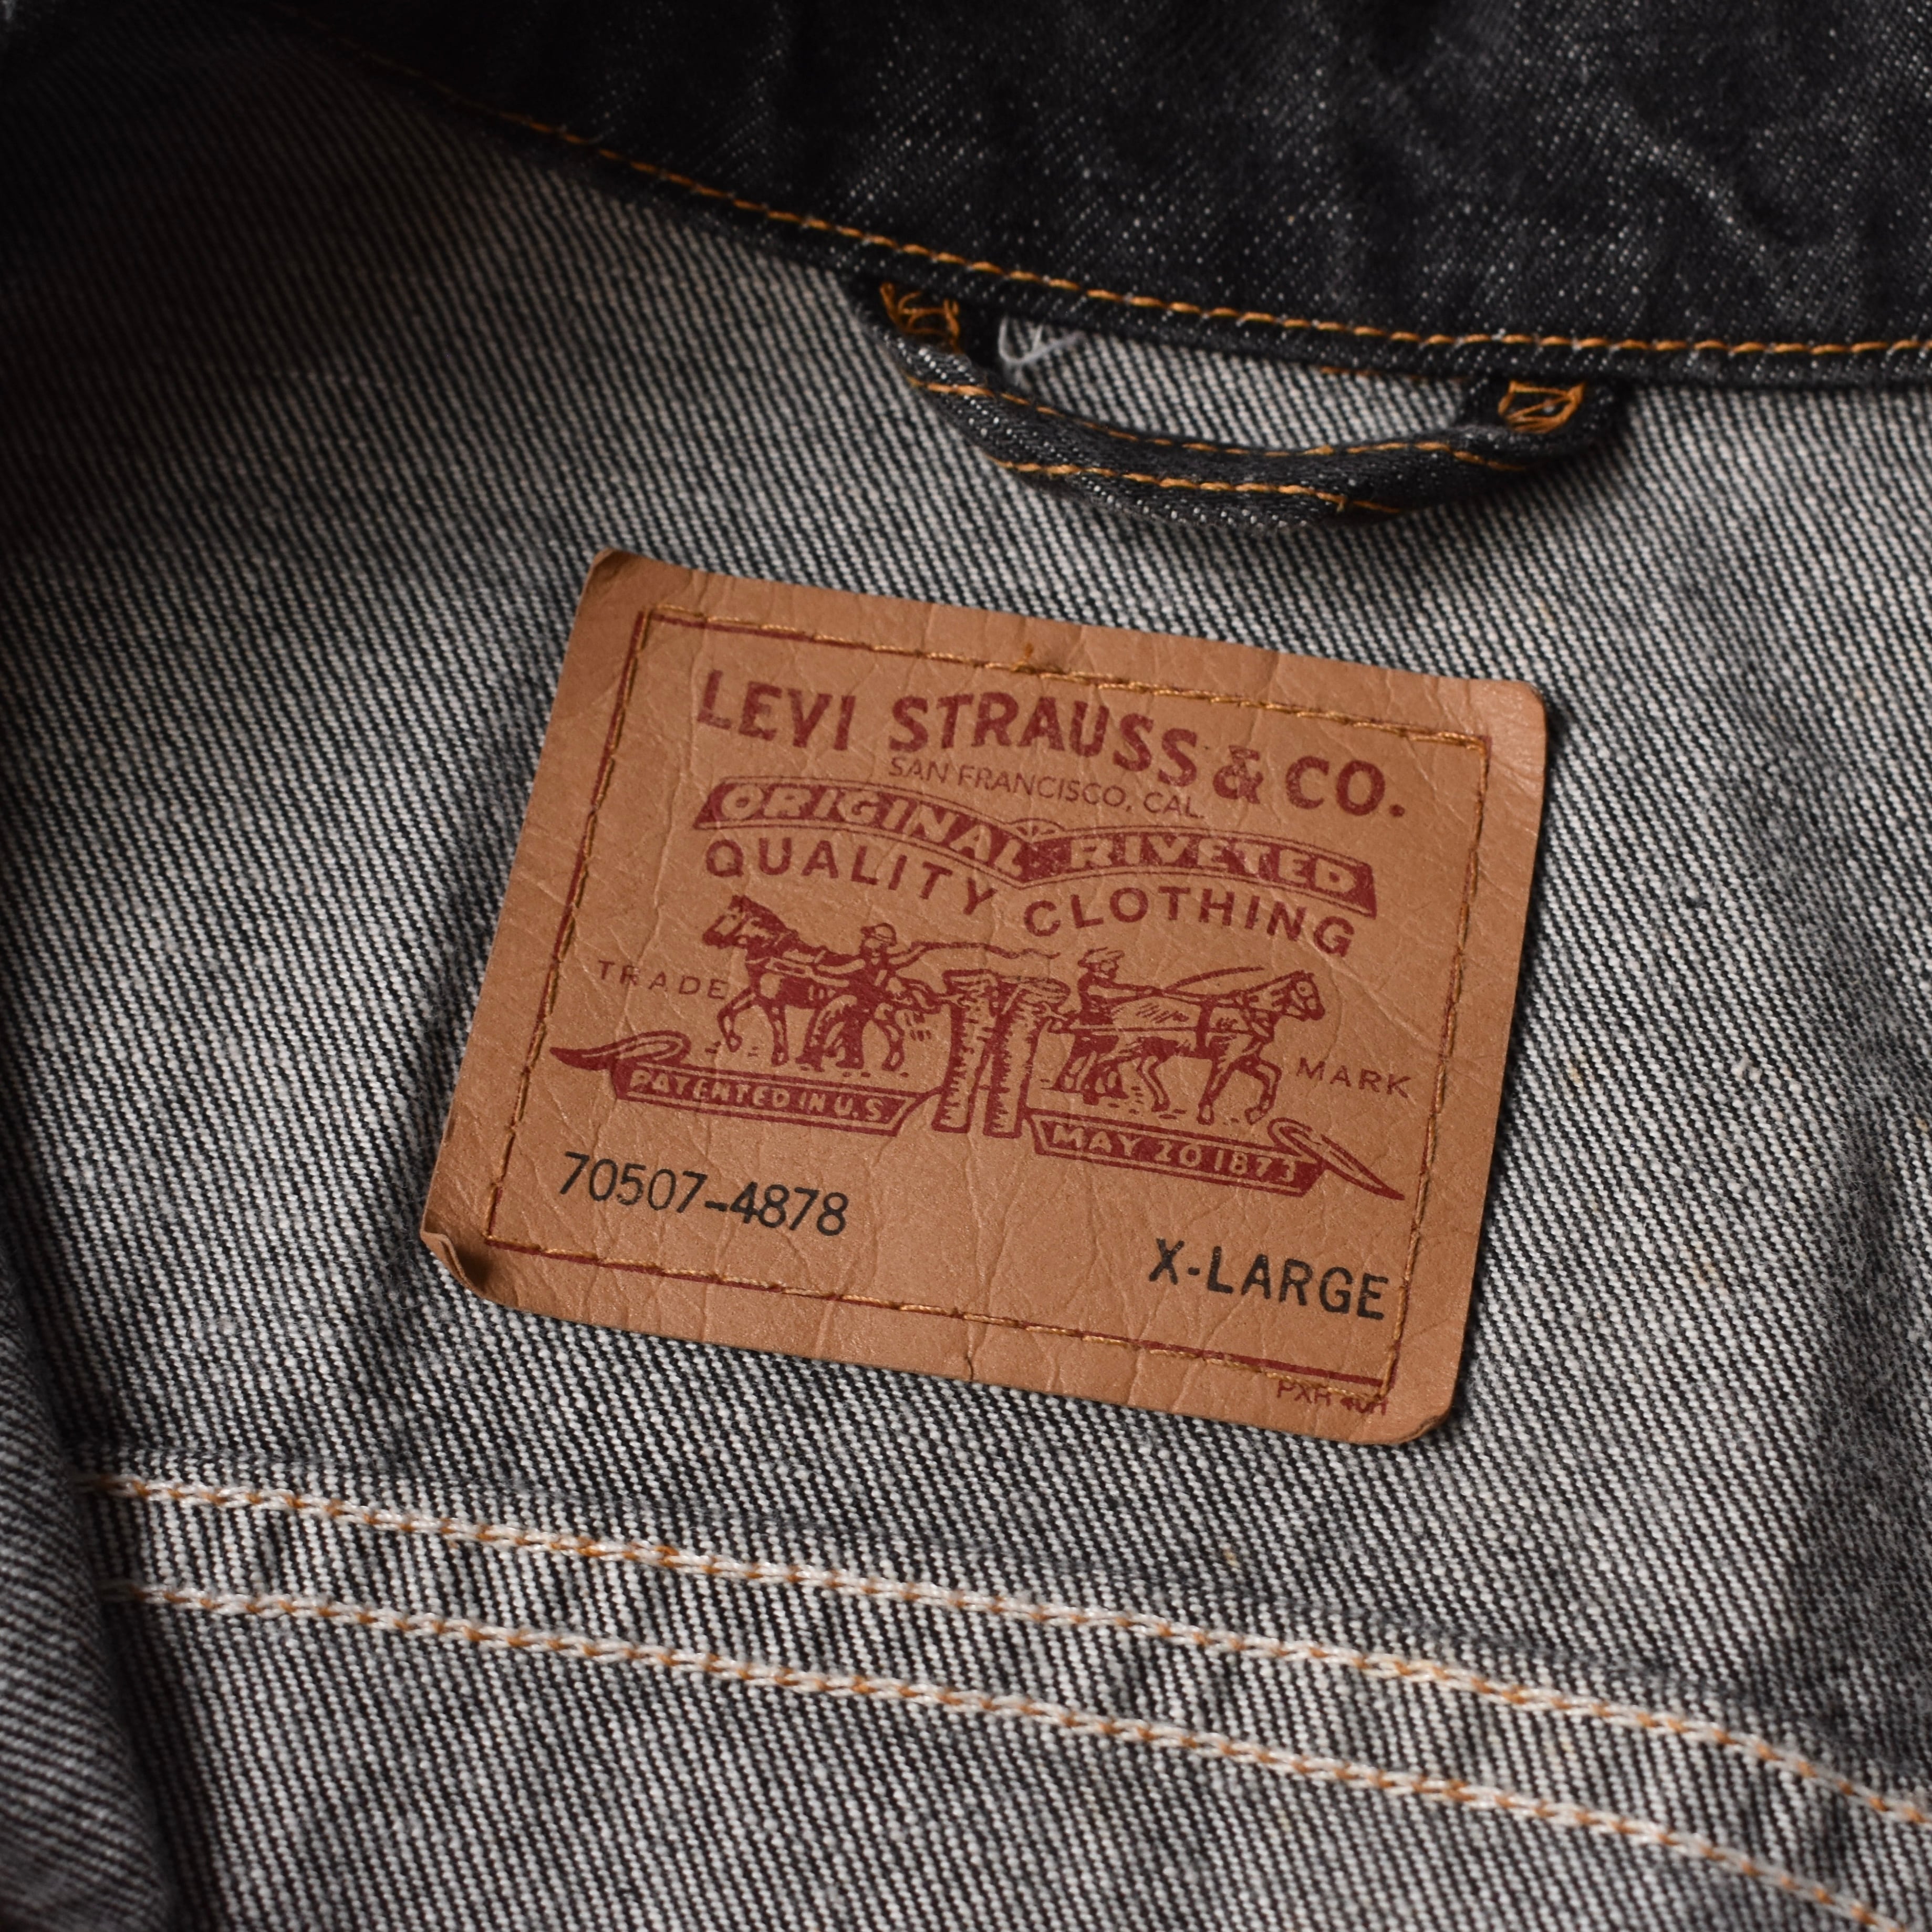 LEVI STRAUSS & CO.
SAN FRANCISCO, CAL.
ORIGINAL RIVETED
QUALITY CLOTHING
TRADE MARK
PATENTED IN U.S
MAY 20 1873
70507-4878
X-LARGE